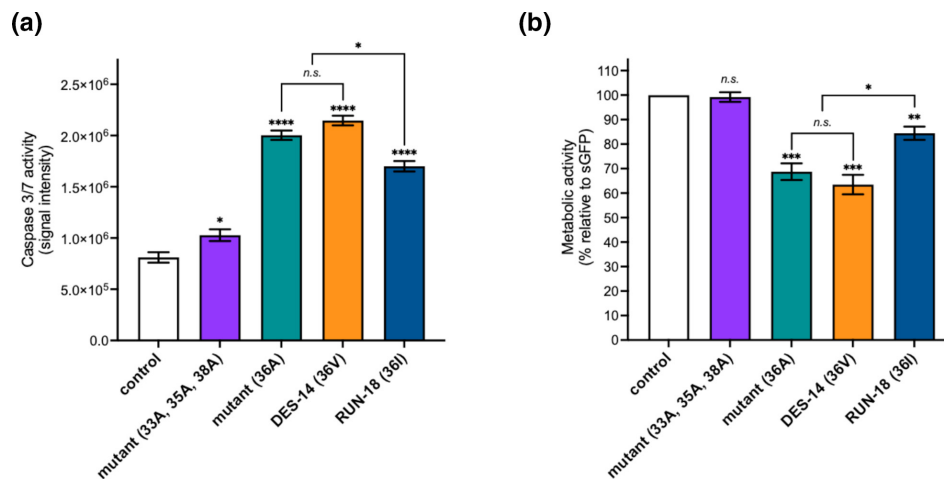 (a)
Caspase 3/7 activity
(signal intensity)
2.5×10⁶
2.0×10⁶
1.5×10⁶
1.0×10⁶
5.0×10⁵
0.0
*
****
n.s.
****
*
****
control
mutant (33A, 35A, 38A)
mutant (36A)
DES-14 (36V)
RUN-18 (36I)
(b)
Metabolic activity
(% relative to sGFP)
110
100
90
80
70
60
50
40
30
20
10
0
n.s.
***
n.s.
***
*
**
control
mutant (33A, 35A, 38A)
mutant (36A)
DES-14 (36V)
RUN-18 (36I)